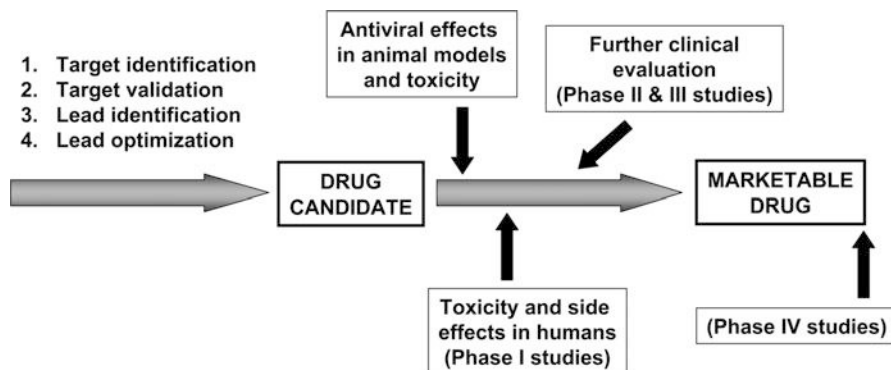 1. Target identification
2. Target validation
3. Lead identification
4. Lead optimization
DRUG
CANDIDATE
Antiviral effects
in animal models
and toxicity
Further clinical
evaluation
(Phase II & III studies)
Toxicity and side
effects in humans
(Phase I studies)
MARKETABLE
DRUG
(Phase IV studies)